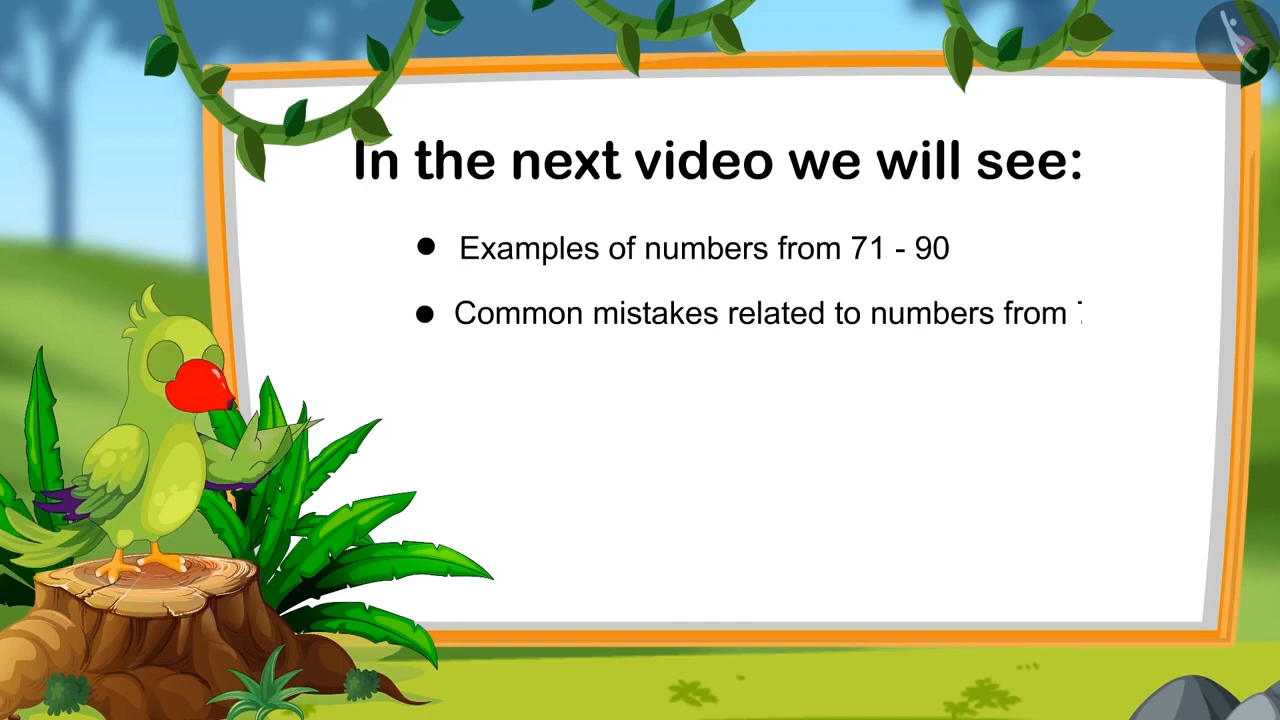 In the next video we will see:
● Examples of numbers from 71 - 90
● Common mistakes related to numbers from